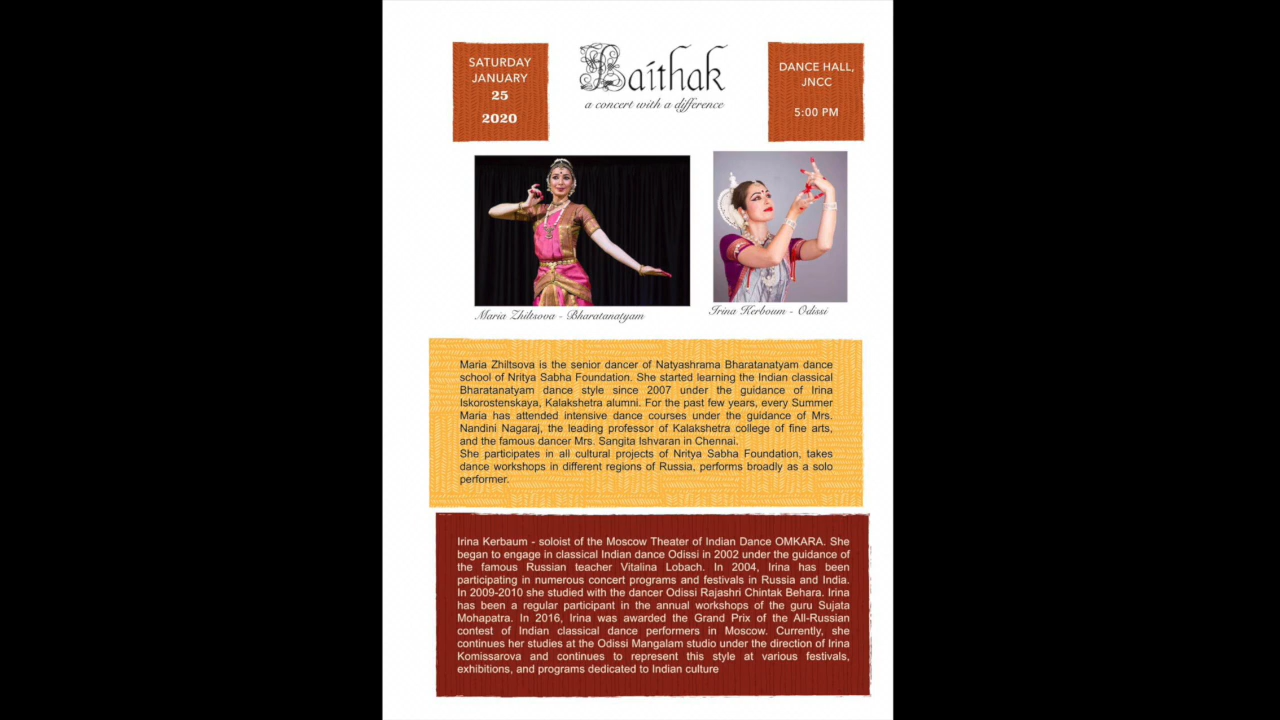 SATURDAY
JANUARY
25
2020
Baithak
a concert with a difference
DANCE HALL,
JNCC
5:00 PM
Maria Zhiltsova - Bharatanatyam
Irina Kerboum - Odissi
Maria Zhiltsova is the senior dancer of Natyashrama Bharatanatyam dance
school of Nritya Sabha Foundation. She started learning the Indian classical
Bharatanatyam dance style since 2007 under the guidance of Irina
Iskorostenskaya, Kalakshetra alumni. For the past few years, every Summer
Maria has attended intensive dance courses under the guidance of Mrs.
Nandini Nagaraj, the leading professor of Kalakshetra college of fine arts,
and the famous dancer Mrs. Sangita Ishvaran in Chennai.
She participates in all cultural projects of Nritya Sabha Foundation, takes
dance workshops in different regions of Russia, performs broadly as a solo
performer.
Irina Kerbaum - soloist of the Moscow Theater of Indian Dance OMKARA. She
began to engage in classical Indian dance Odissi in 2002 under the guidance of
the famous Russian teacher Vitalina Lobach. In 2004, Irina has been
participating in numerous concert programs and festivals in Russia and India.
In 2009-2010 she studied with the dancer Odissi Rajashri Chintak Behara. Irina
has been a regular participant in the annual workshops of the guru Sujata
Mohapatra. In 2016, Irina was awarded the Grand Prix of the All-Russian
contest of Indian classical dance performers in Moscow. Currently, she
continues her studies at the Odissi Mangalam studio under the direction of Irina
Komissarova and continues to represent this style at various festivals,
exhibitions, and programs dedicated to Indian culture